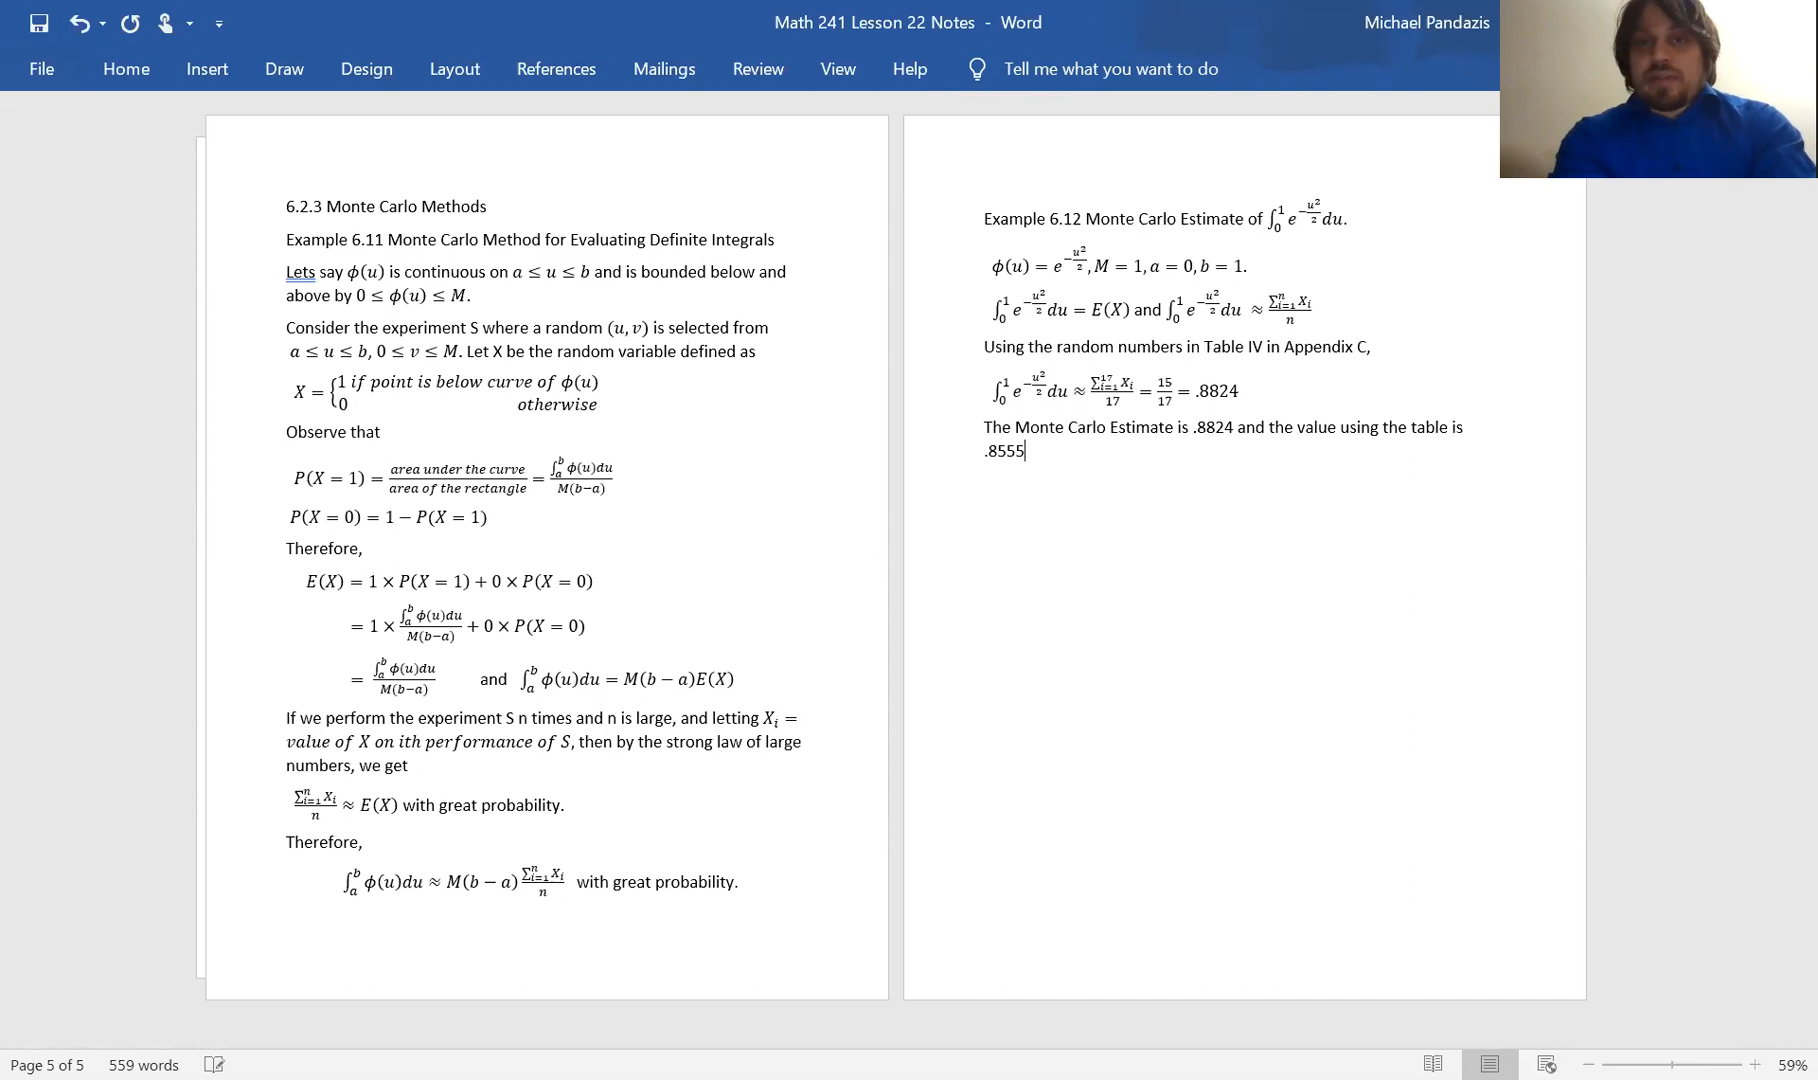 Math 241 Lesson 22 Notes - Word
Michael Pandazis
File Home Insert Draw Design Layout References Mailings Review View Help Tell me what you want to do
6.2.3 Monte Carlo Methods
Example 6.11 Monte Carlo Method for Evaluating Definite Integrals
Lets say ϕ(u) is continuous on a ≤ u ≤ b and is bounded below and
above by 0 ≤ ϕ(u) ≤ M.
Consider the experiment S where a random (u, v) is selected from
a ≤ u ≤ b, 0 ≤ v ≤ M. Let X be the random variable defined as
X = {1 if point is below curve of ϕ(u)
0 otherwise
Observe that
P(X = 1) = area under the curve / area of the rectangle = ∫_a^b ϕ(u)du / M(b−a)
P(X = 0) = 1 − P(X = 1)
Therefore,
E(X) = 1 × P(X = 1) + 0 × P(X = 0)
= 1 × ∫_a^b ϕ(u)du / M(b−a) + 0 × P(X = 0)
= ∫_a^b ϕ(u)du / M(b−a) and ∫_a^b ϕ(u)du = M(b − a)E(X)
If we perform the experiment S n times and n is large, and letting X_i =
value of X on ith performance of S, then by the strong law of large
numbers, we get
∑_{i=1}^n X_i / n ≈ E(X) with great probability.
Therefore,
∫_a^b ϕ(u)du ≈ M(b − a) ∑_{i=1}^n X_i / n with great probability.
Example 6.12 Monte Carlo Estimate of ∫_0^1 e^{−u²/2} du.
ϕ(u) = e^{−u²/2}, M = 1, a = 0, b = 1.
∫_0^1 e^{−u²/2} du = E(X) and ∫_0^1 e^{−u²/2} du ≈ ∑_{i=1}^n X_i / n
Using the random numbers in Table IV in Appendix C,
∫_0^1 e^{−u²/2} du ≈ ∑_{i=1}^{17} X_i / 17 = 15/17 = .8824
The Monte Carlo Estimate is .8824 and the value using the table is
.8555
Page 5 of 5 559 words 59%